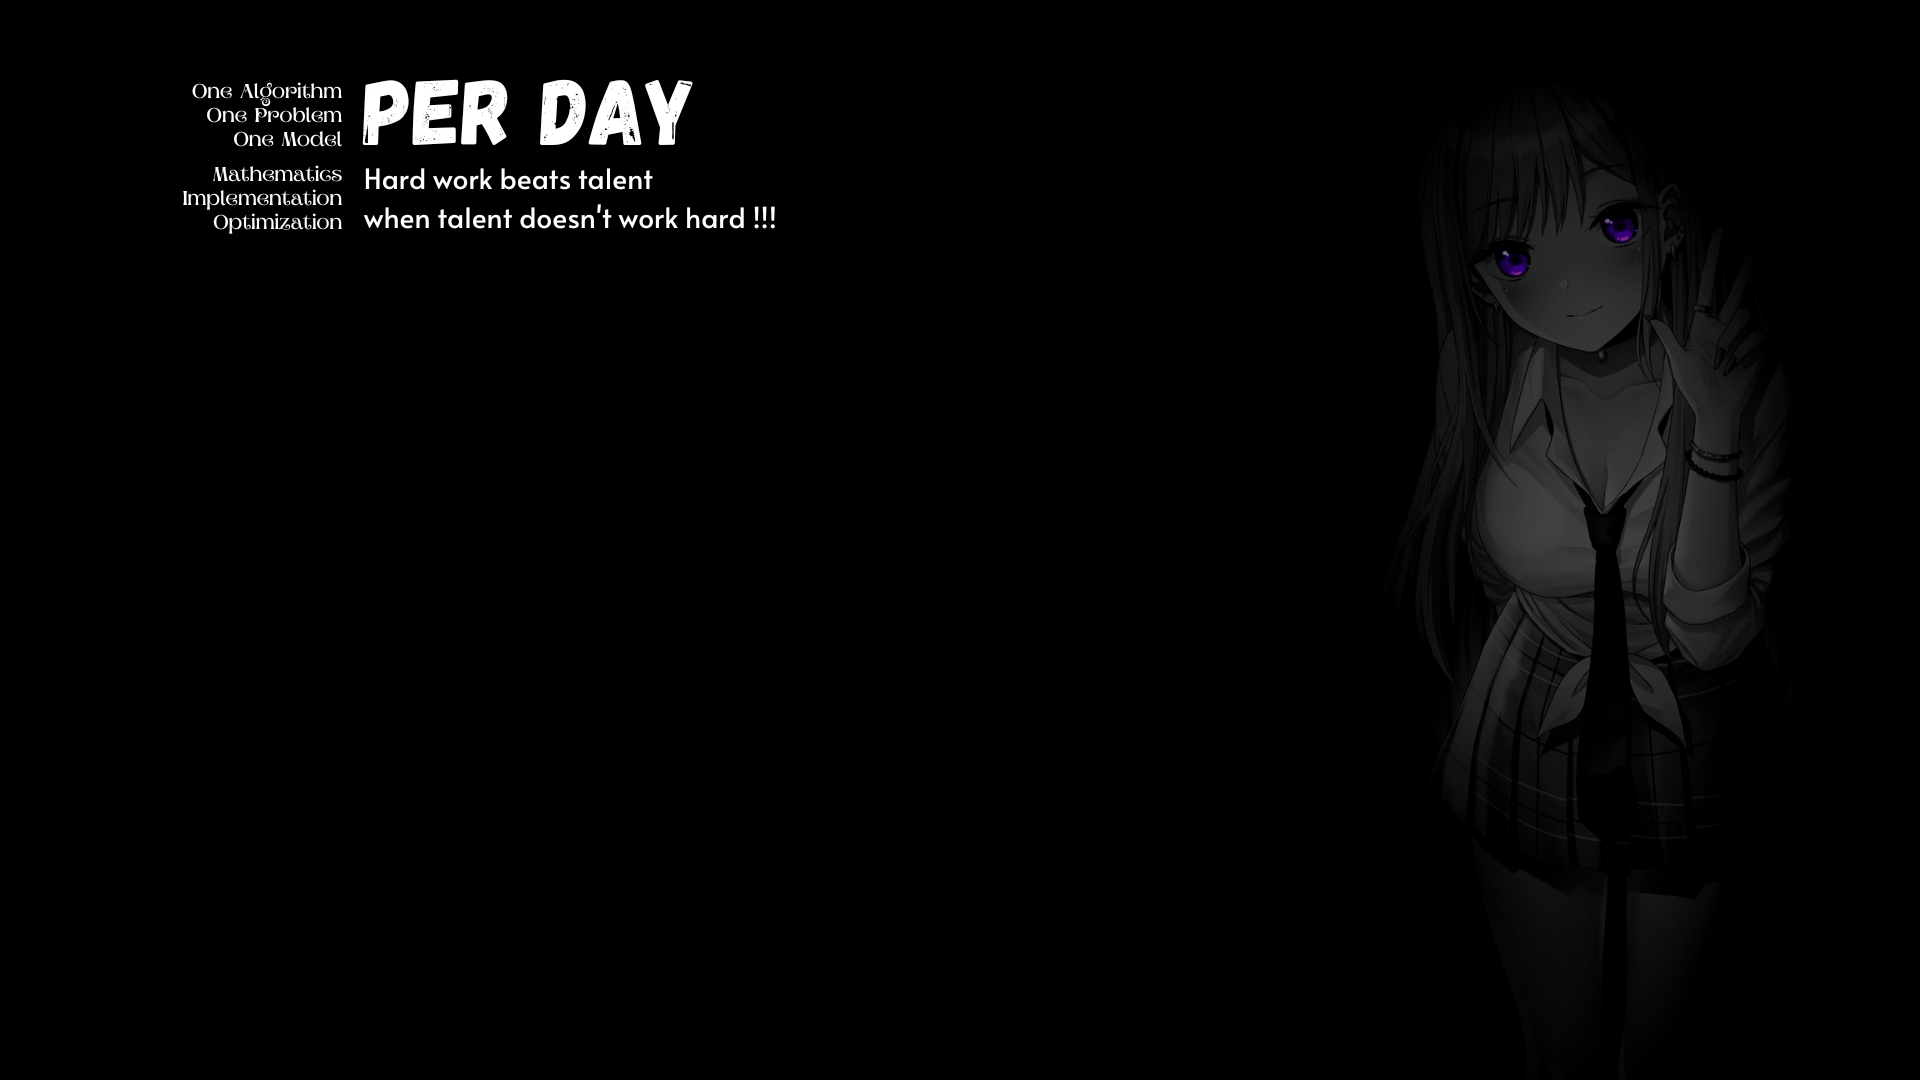 One Algorithm
One Problem
One Model
PER DAY
Mathematics
Implementation
Optimization
Hard work beats talent
when talent doesn't work hard !!!